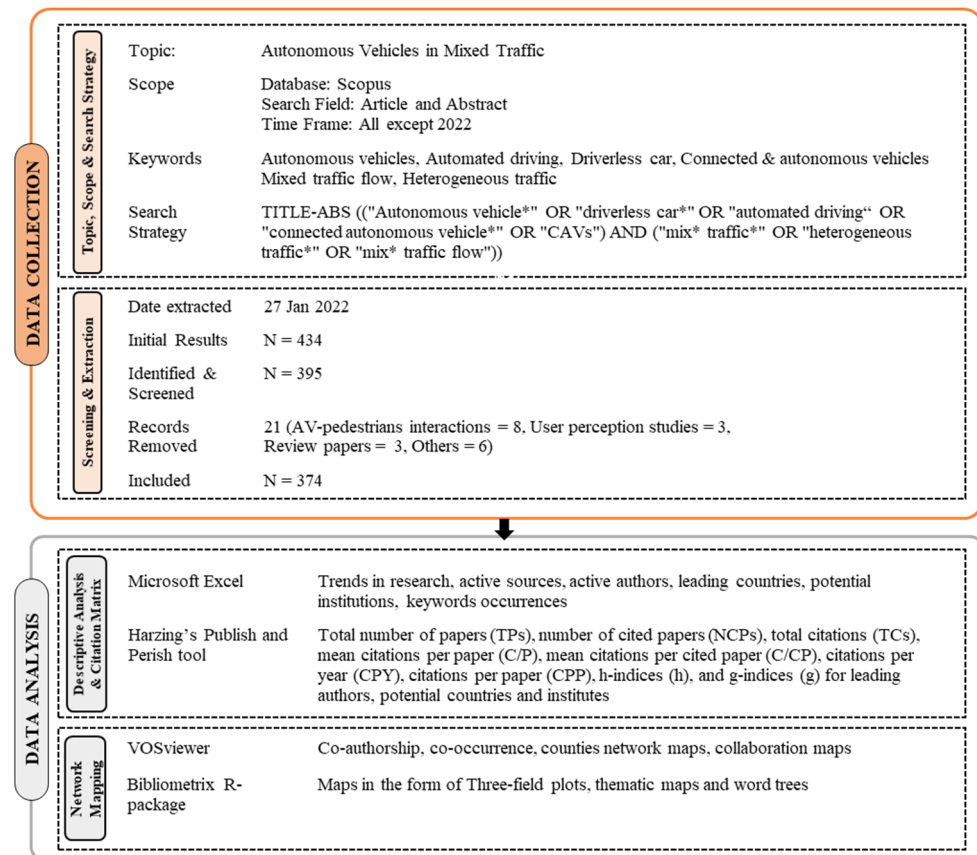 DATA COLLECTION
Topic, Scope & Search Strategy
Topic: Autonomous Vehicles in Mixed Traffic
Scope Database: Scopus
Search Field: Article and Abstract
Time Frame: All except 2022
Keywords Autonomous vehicles, Automated driving, Driverless car, Connected & autonomous vehicles
Mixed traffic flow, Heterogeneous traffic
Search Strategy TITLE-ABS (("Autonomous vehicle*" OR "driverless car*" OR "automated driving“ OR
"connected autonomous vehicle*" OR "CAVs") AND ("mix* traffic*" OR "heterogeneous
traffic*" OR "mix* traffic flow"))
Screening & Extraction
Date extracted 27 Jan 2022
Initial Results N = 434
Identified & Screened N = 395
Records Removed 21 (AV-pedestrians interactions = 8, User perception studies = 3,
Review papers = 3, Others = 6)
Included N = 374
DATA ANALYSIS
Descriptive Analysis & Citation Matrix
Microsoft Excel Trends in research, active sources, active authors, leading countries, potential
institutions, keywords occurrences
Harzing’s Publish and Perish tool Total number of papers (TPs), number of cited papers (NCPs), total citations (TCs),
mean citations per paper (C/P), mean citations per cited paper (C/CP), citations per
year (CPY), citations per paper (CPP), h-indices (h), and g-indices (g) for leading
authors, potential countries and institutes
Network Mapping
VOSviewer Co-authorship, co-occurrence, counties network maps, collaboration maps
Bibliometrix R-package Maps in the form of Three-field plots, thematic maps and word trees